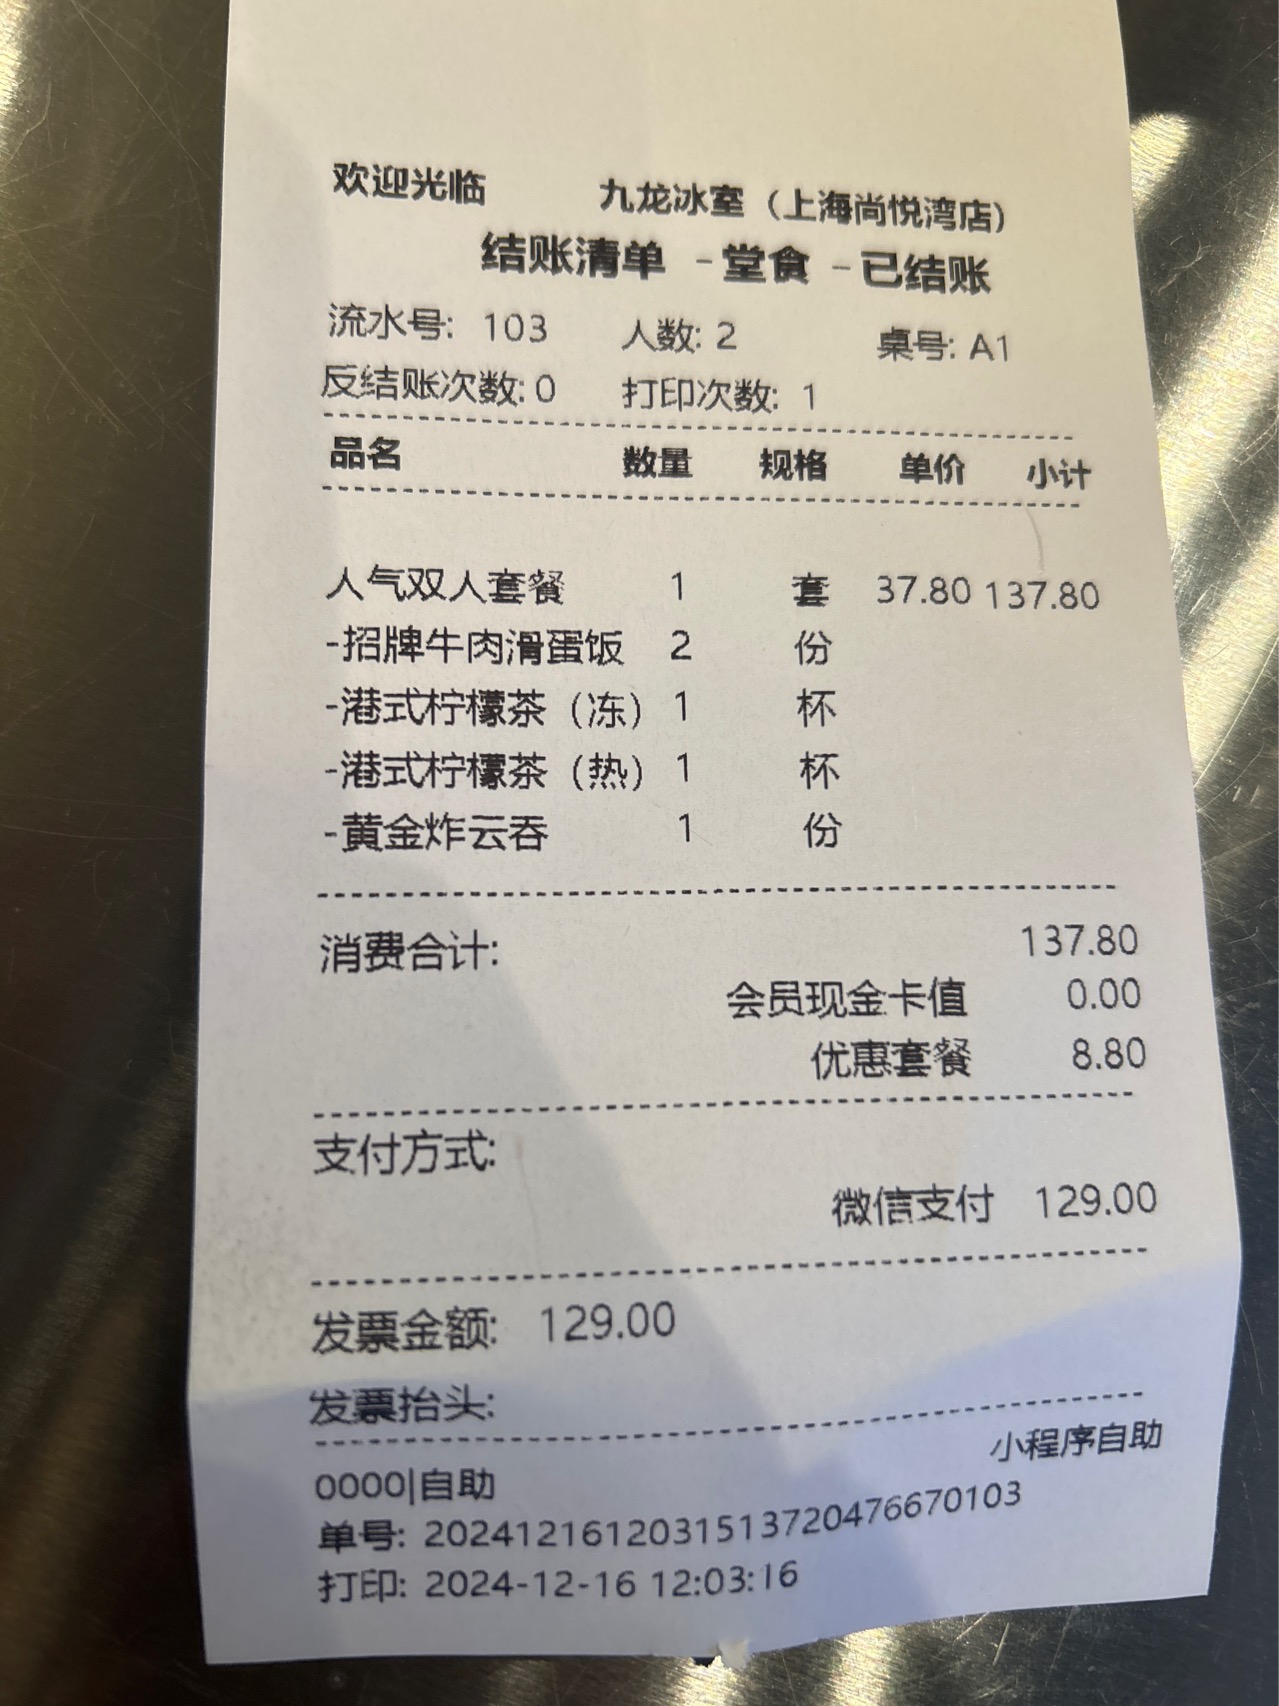 欢迎光临 九龙冰室（上海尚悦湾店）
结账清单 -堂食 -已结账
流水号: 103 人数: 2 桌号: A1
反结账次数: 0 打印次数: 1
品名 数量 规格 单价 小计
人气双人套餐 1 套 37.80 137.80
-招牌牛肉滑蛋饭 2 份
-港式柠檬茶（冻） 1 杯
-港式柠檬茶（热） 1 杯
-黄金炸云吞 1 份
消费合计: 137.80
会员现金卡值 0.00
优惠套餐 8.80
支付方式:
微信支付 129.00
发票金额: 129.00
发票抬头:
小程序自助
0000|自助
单号: 20241216120315137204766​70103
打印: 2024-12-16 12:03:16